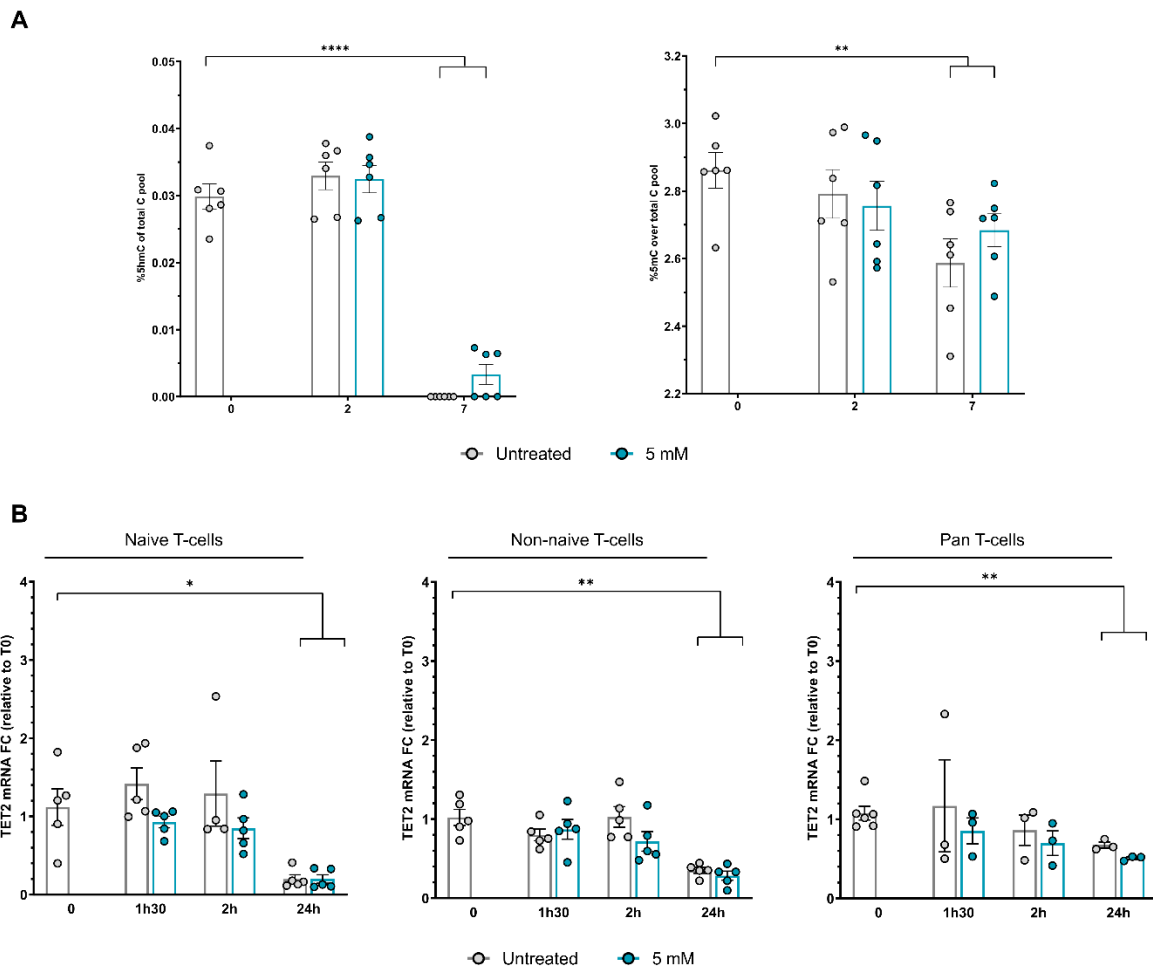 A
****
%5hmC of total C pool
0.05
0.04
0.03
0.02
0.01
0.00
0 2 7
**
%5mC over total C pool
3.2
3.0
2.8
2.6
2.4
2.2
0 2 7
Untreated 5 mM
B
Naive T-cells
*
TET2 mRNA FC (relative to T0)
4
3
2
1
0
0 1h30 2h 24h
Non-naive T-cells
**
TET2 mRNA FC (relative to T0)
4
3
2
1
0
0 1h30 2h 24h
Pan T-cells
**
TET2 mRNA FC (relative to T0)
4
3
2
1
0
0 1h30 2h 24h
Untreated 5 mM